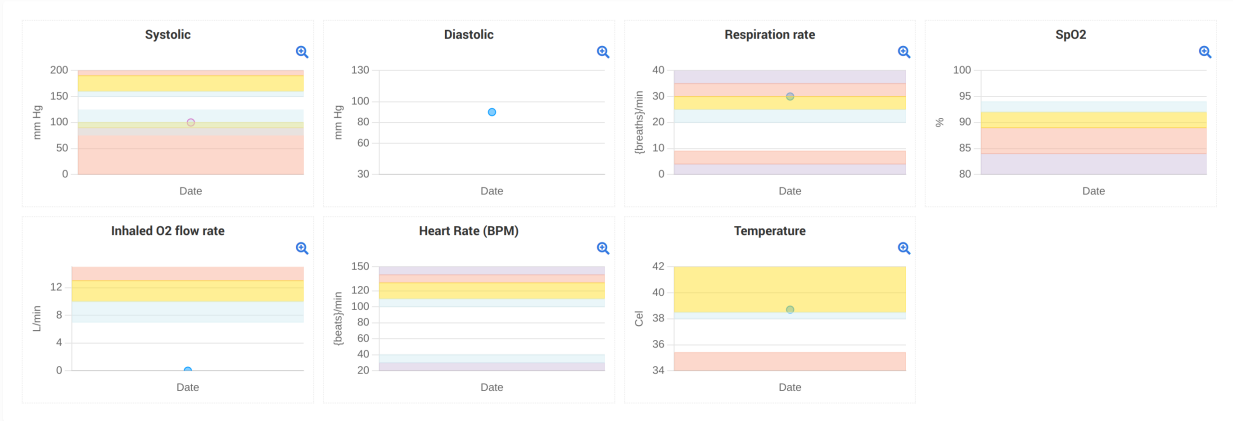 Systolic
mm Hg
200
150
100
50
0
Date
Diastolic
mm Hg
130
100
80
60
30
Date
Respiration rate
{breaths}/min
40
30
20
10
0
Date
SpO2
%
100
95
90
85
80
Date
Inhaled O2 flow rate
L/min
12
8
4
0
Date
Heart Rate (BPM)
{beats}/min
150
120
100
80
60
40
20
Date
Temperature
Cel
42
40
38
36
34
Date